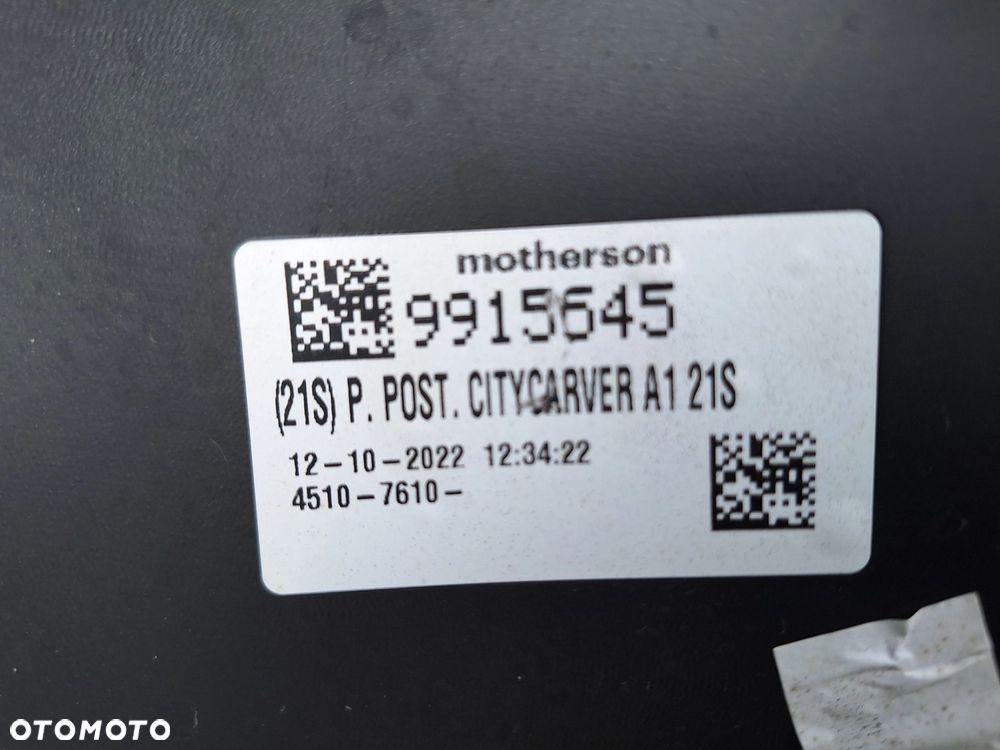 motherson
9915645
(21S) P. POST. CITYCARVER A1 21S
12-10-2022 12:34:22
4510-7610-
OTOMOTO